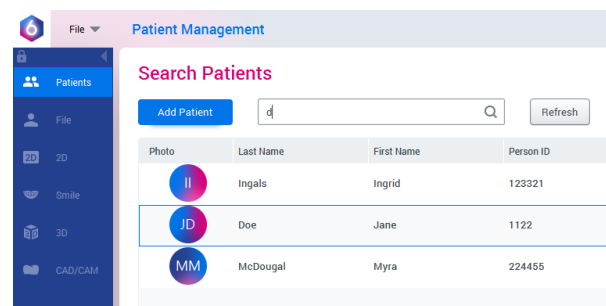 6 File Patient Management
Patients
File
2D 2D
Smile
3D
CAD/CAM
Search Patients
Add Patient d Refresh
Photo Last Name First Name Person ID
II Ingals Ingrid 123321
JD Doe Jane 1122
MM McDougal Myra 224455